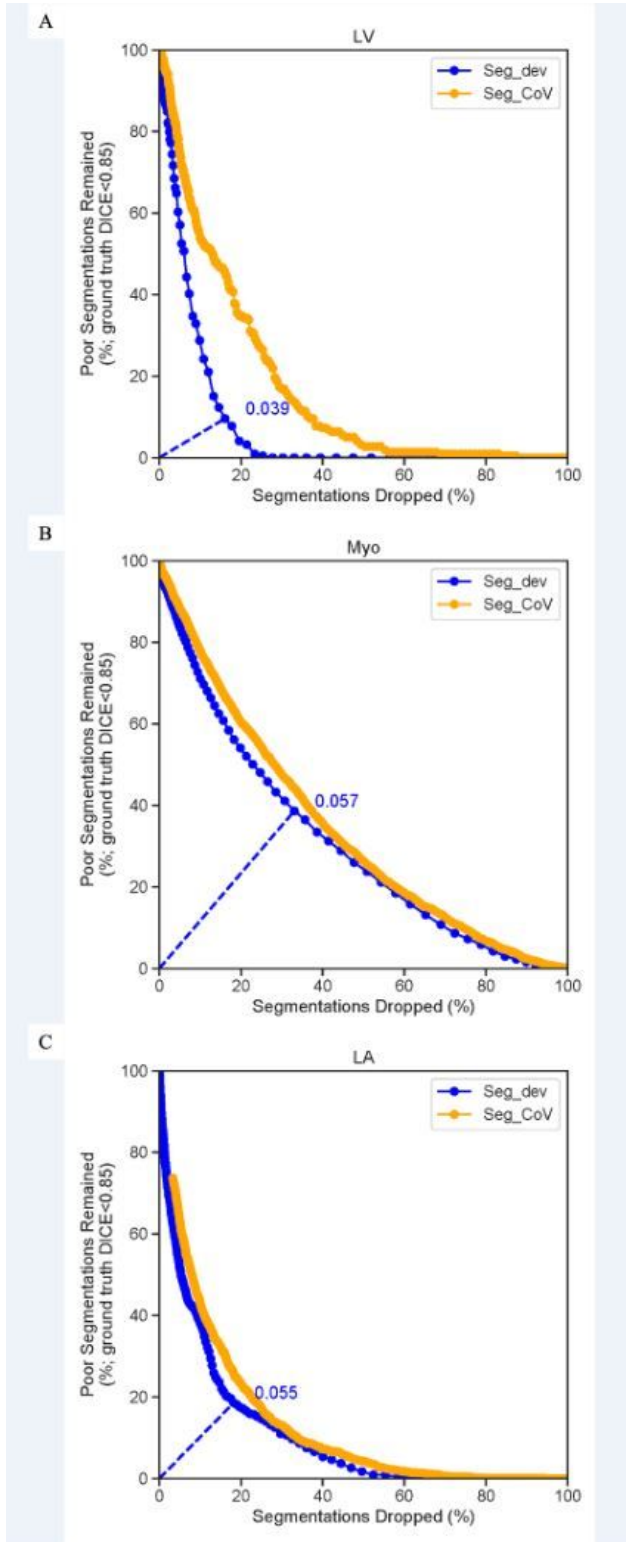 A
LV
Seg_dev
Seg_CoV
Poor Segmentations Remained
(%; ground truth DICE<0.85)
100
80
60
40
20
0
0.039
0 20 40 60 80 100
Segmentations Dropped (%)
B
Myo
Seg_dev
Seg_CoV
Poor Segmentations Remained
(%; ground truth DICE<0.85)
100
80
60
40
20
0
0.057
0 20 40 60 80 100
Segmentations Dropped (%)
C
LA
Seg_dev
Seg_CoV
Poor Segmentations Remained
(%; ground truth DICE<0.85)
100
80
60
40
20
0
0.055
0 20 40 60 80 100
Segmentations Dropped (%)